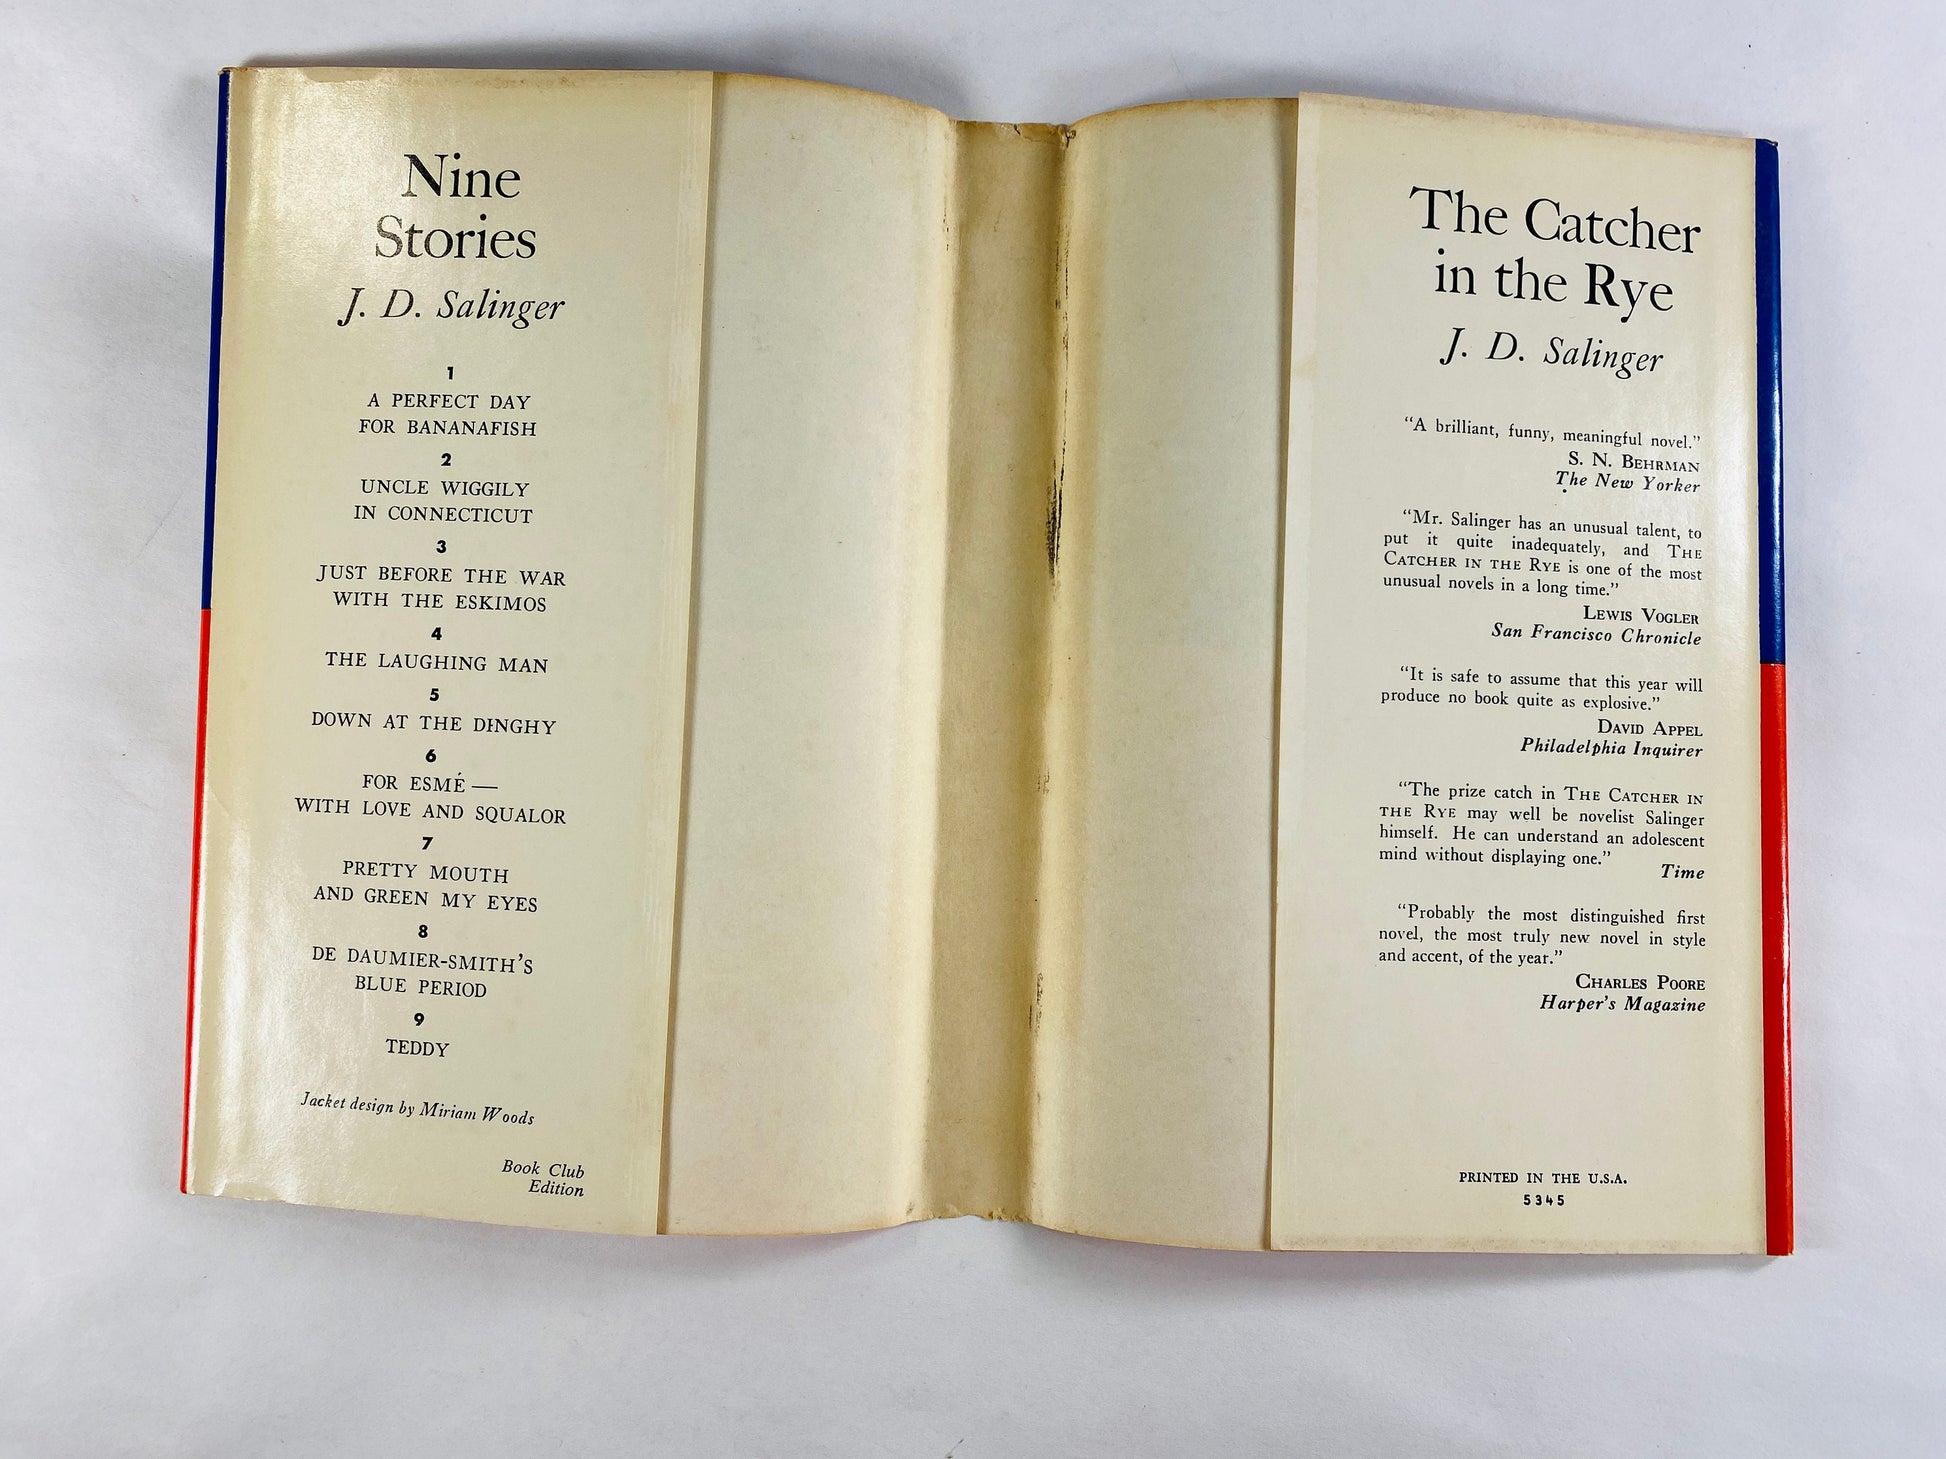 Nine
Stories
J. D. Salinger
1
A PERFECT DAY
FOR BANANAFISH
2
UNCLE WIGGILY
IN CONNECTICUT
3
JUST BEFORE THE WAR
WITH THE ESKIMOS
4
THE LAUGHING MAN
5
DOWN AT THE DINGHY
6
FOR ESMÉ —
WITH LOVE AND SQUALOR
7
PRETTY MOUTH
AND GREEN MY EYES
8
DE DAUMIER-SMITH'S
BLUE PERIOD
9
TEDDY
Jacket design by Miriam Woods
Book Club
Edition
The Catcher
in the Rye
J. D. Salinger
“A brilliant, funny, meaningful novel.”
S. N. BEHRMAN
The New Yorker
“Mr. Salinger has an unusual talent, to
put it quite inadequately, and THE
CATCHER IN THE RYE is one of the most
unusual novels in a long time.”
LEWIS VOGLER
San Francisco Chronicle
“It is safe to assume that this year will
produce no book quite as explosive.”
DAVID APPEL
Philadelphia Inquirer
“The prize catch in THE CATCHER IN
THE RYE may well be novelist Salinger
himself. He can understand an adolescent
mind without displaying one.”
Time
“Probably the most distinguished first
novel, the most truly new novel in style
and accent, of the year.”
CHARLES POORE
Harper's Magazine
PRINTED IN THE U.S.A.
5345